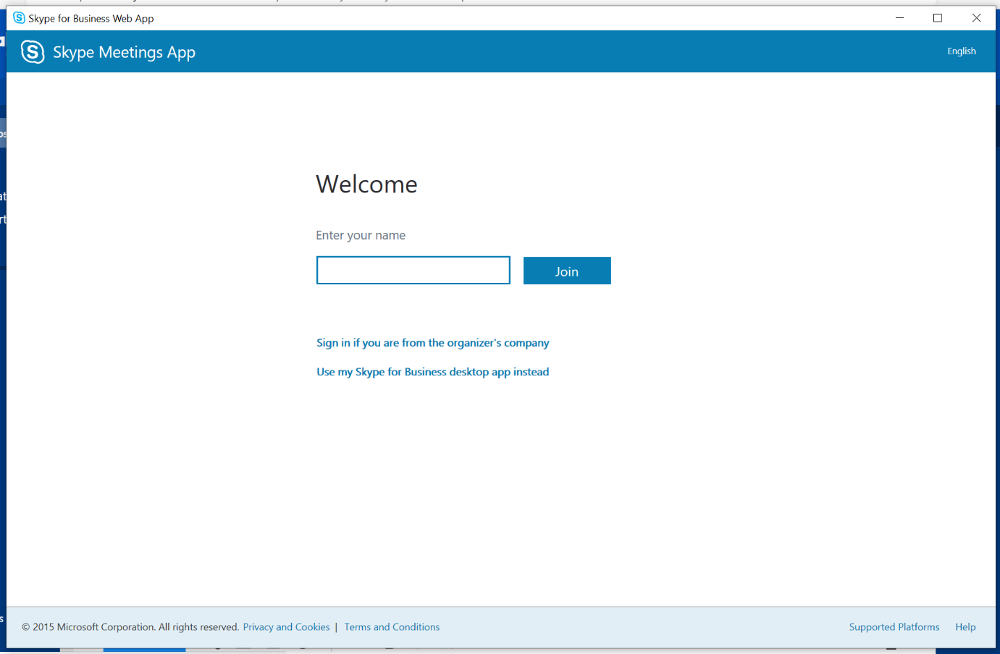 Skype for Business Web App
Skype Meetings App
English
Welcome
Enter your name
Join
Sign in if you are from the organizer's company
Use my Skype for Business desktop app instead
© 2015 Microsoft Corporation. All rights reserved. Privacy and Cookies | Terms and Conditions
Supported Platforms Help